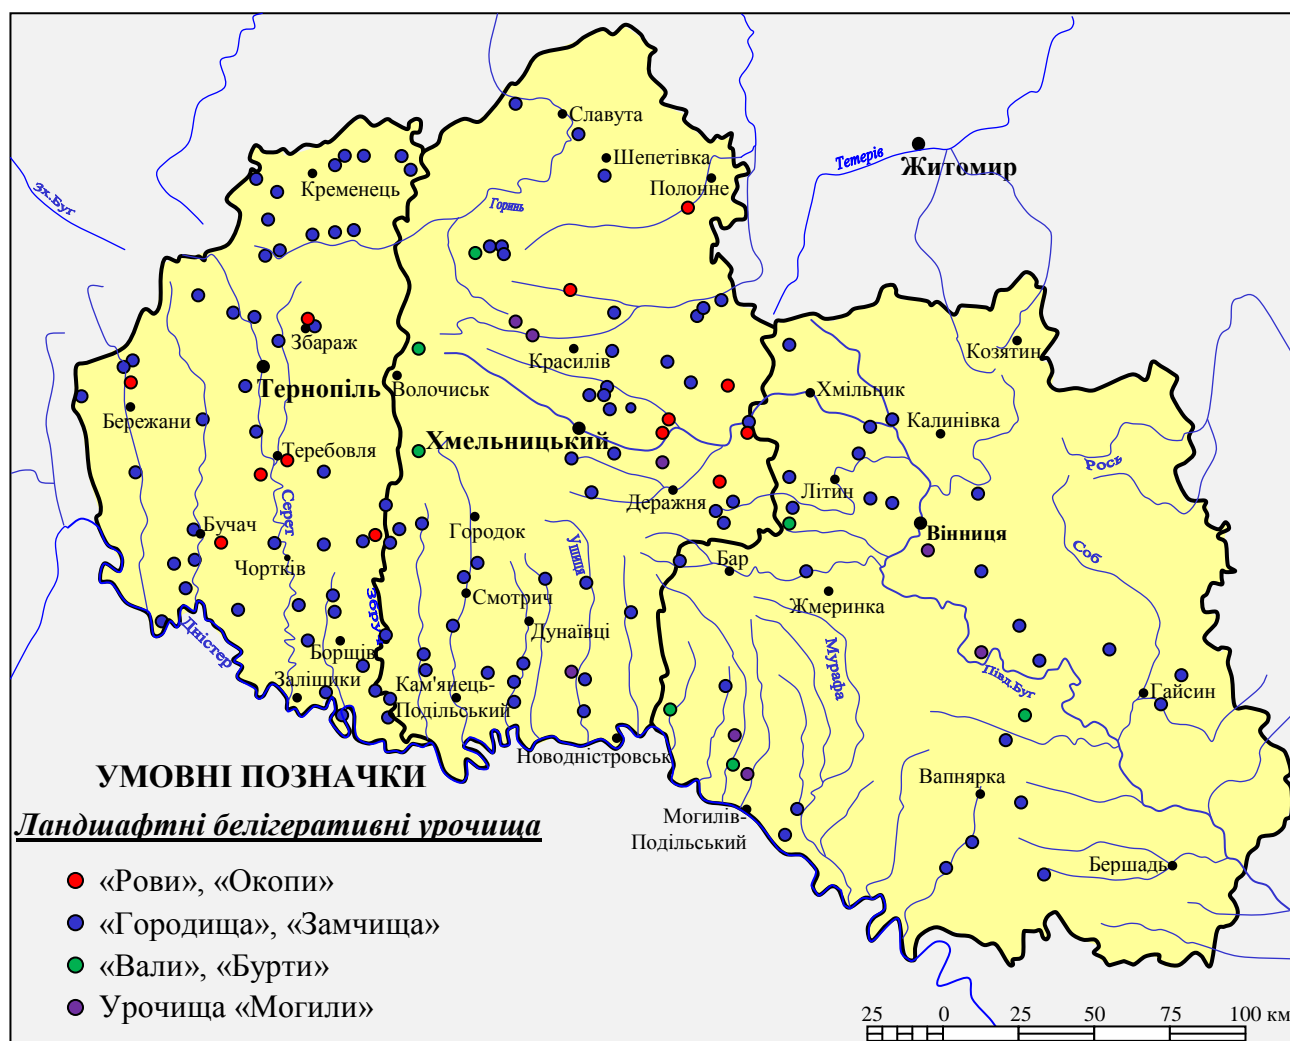 Славута
Шепетівка
Полонне
Тетерів
Житомир
Кременець
Зх.Буг
Горинь
Збараж
Красилів
Козятин
Тернопіль
Волочиськ
Хмільник
Бережани
Калинівка
Хмельницький
Теребовля
Рось
Деражня
Літин
Серет
Городок
Бучач
Вінниця
Ушиця
Соб
Чортків
Бар
Жмеринка
Збру
Смотрич
Дунаївці
Дністер
Борщів
Мурафа
Заліщики
Кам'янець-
Подільський
Півд.Буг
Гайсин
Новодністровськ
Вапнярка
Могилів-
Подільський
Бершадь
УМОВНІ ПОЗНАЧКИ
Ландшафтні белігеративні урочища
«Рови», «Окопи»
«Городища», «Замчища»
«Вали», «Бурти»
Урочища «Могили»
25 0 25 50 75 100 км